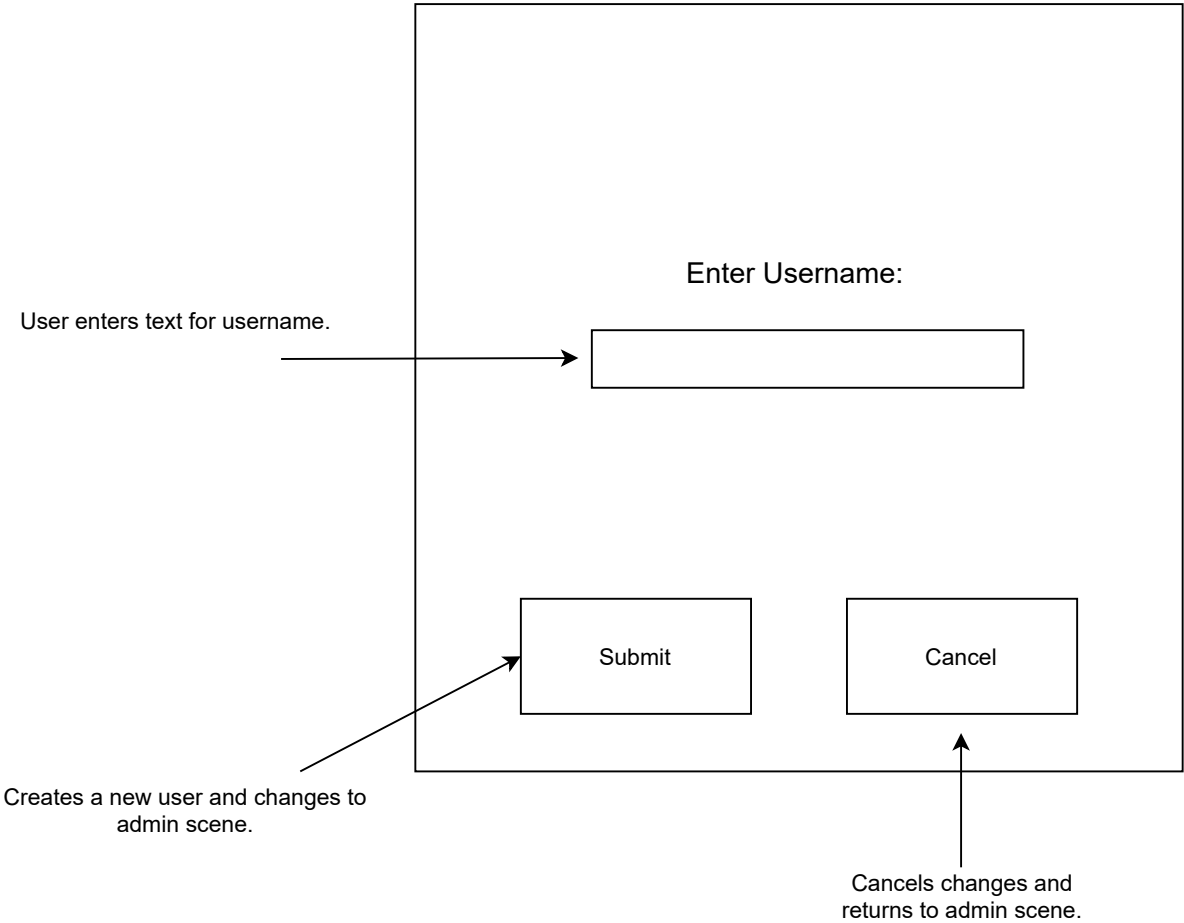 Enter Username:
User enters text for username.
Submit
Cancel
Creates a new user and changes to
admin scene.
Cancels changes and
returns to admin scene.